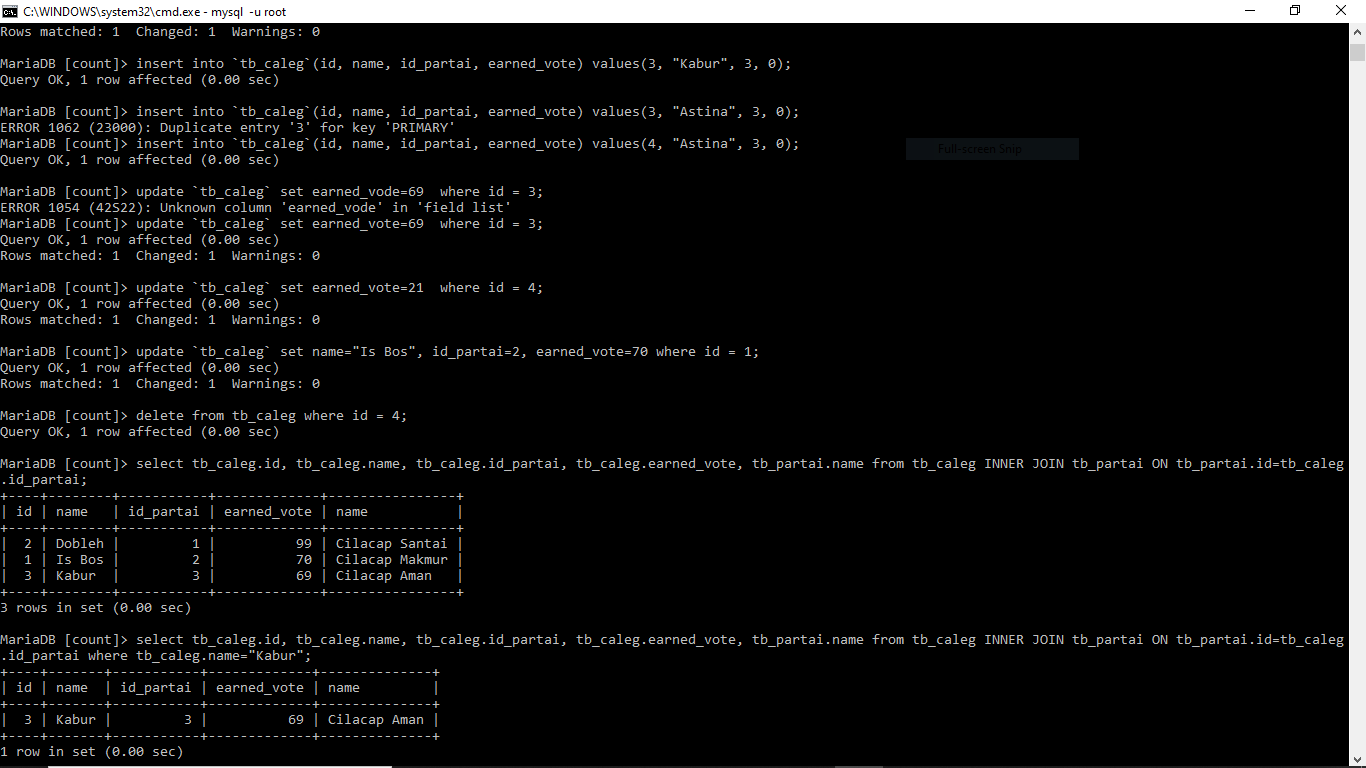 C:\WINDOWS\system32\cmd.exe - mysql  -u root
Rows matched: 1  Changed: 1  Warnings: 0
MariaDB [count]> insert into `tb_caleg`(id, name, id_partai, earned_vote) values(3, "Kabur", 3, 0);
Query OK, 1 row affected (0.00 sec)
MariaDB [count]> insert into `tb_caleg`(id, name, id_partai, earned_vote) values(3, "Astina", 3, 0);
ERROR 1062 (23000): Duplicate entry '3' for key 'PRIMARY'
MariaDB [count]> insert into `tb_caleg`(id, name, id_partai, earned_vote) values(4, "Astina", 3, 0);
Full-screen Snip
Query OK, 1 row affected (0.00 sec)
MariaDB [count]> update `tb_caleg` set earned_vode=69  where id = 3;
ERROR 1054 (42S22): Unknown column 'earned_vode' in 'field list'
MariaDB [count]> update `tb_caleg` set earned_vote=69  where id = 3;
Query OK, 1 row affected (0.00 sec)
Rows matched: 1  Changed: 1  Warnings: 0
MariaDB [count]> update `tb_caleg` set earned_vote=21  where id = 4;
Query OK, 1 row affected (0.00 sec)
Rows matched: 1  Changed: 1  Warnings: 0
MariaDB [count]> update `tb_caleg` set name="Is Bos", id_partai=2, earned_vote=70 where id = 1;
Query OK, 1 row affected (0.00 sec)
Rows matched: 1  Changed: 1  Warnings: 0
MariaDB [count]> delete from tb_caleg where id = 4;
Query OK, 1 row affected (0.00 sec)
MariaDB [count]> select tb_caleg.id, tb_caleg.name, tb_caleg.id_partai, tb_caleg.earned_vote, tb_partai.name from tb_caleg INNER JOIN tb_partai ON tb_partai.id=tb_caleg
.id_partai;
+----+--------+-----------+-------------+----------------+
| id | name   | id_partai | earned_vote | name           |
+----+--------+-----------+-------------+----------------+
|  2 | Dobleh |         1 |          99 | Cilacap Santai |
|  1 | Is Bos |         2 |          70 | Cilacap Makmur |
|  3 | Kabur  |         3 |          69 | Cilacap Aman   |
+----+--------+-----------+-------------+----------------+
3 rows in set (0.00 sec)
MariaDB [count]> select tb_caleg.id, tb_caleg.name, tb_caleg.id_partai, tb_caleg.earned_vote, tb_partai.name from tb_caleg INNER JOIN tb_partai ON tb_partai.id=tb_caleg
.id_partai where tb_caleg.name="Kabur";
+----+-------+-----------+-------------+--------------+
| id | name  | id_partai | earned_vote | name         |
+----+-------+-----------+-------------+--------------+
|  3 | Kabur |         3 |          69 | Cilacap Aman |
+----+-------+-----------+-------------+--------------+
1 row in set (0.00 sec)